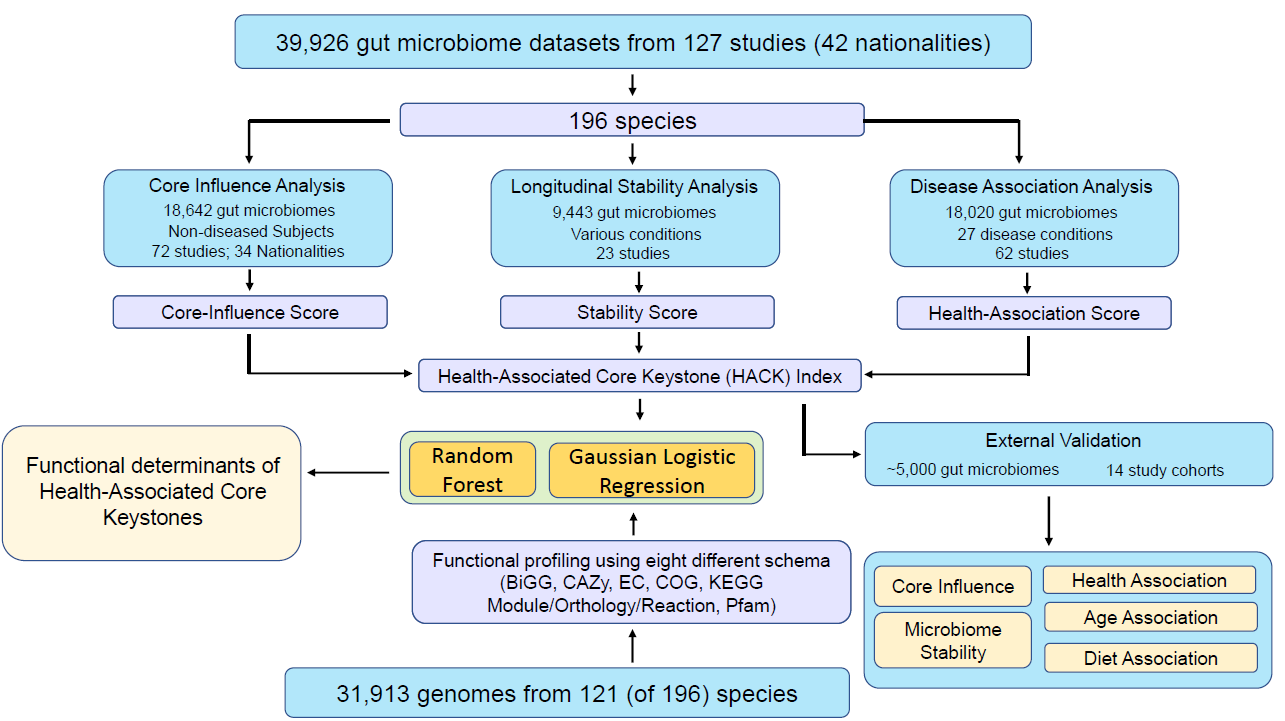 39,926 gut microbiome datasets from 127 studies (42 nationalities)
196 species
Core Influence Analysis
18,642 gut microbiomes
Non-diseased Subjects
72 studies; 34 Nationalities
Longitudinal Stability Analysis
9,443 gut microbiomes
Various conditions
23 studies
Disease Association Analysis
18,020 gut microbiomes
27 disease conditions
62 studies
Core-Influence Score
Stability Score
Health-Association Score
Health-Associated Core Keystone (HACK) Index
Random
Forest
Gaussian Logistic
Regression
Functional determinants of
Health-Associated Core
Keystones
External Validation
~5,000 gut microbiomes
14 study cohorts
Functional profiling using eight different schema
(BiGG, CAZy, EC, COG, KEGG
Module/Orthology/Reaction, Pfam)
Core Influence
Microbiome
Stability
Health Association
Age Association
Diet Association
31,913 genomes from 121 (of 196) species